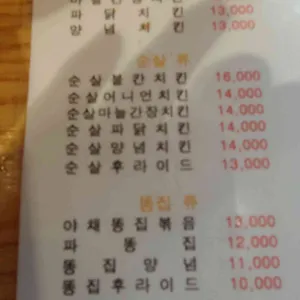 파 닭 치 킨 13,000
양 념 치 킨 13,000
순살 류
순살불칸치킨 16,000
순살어니언치킨 14,000
순살마늘간장치킨 14,000
순 살 파 닭 치 킨 14,000
순살양념치킨 14,000
순살후라이드 13,000
똥집 류
야채똥집볶음 13,000
파 똥 집 12,000
똥 집 양 념 11,000
똥집후라이드 10,000